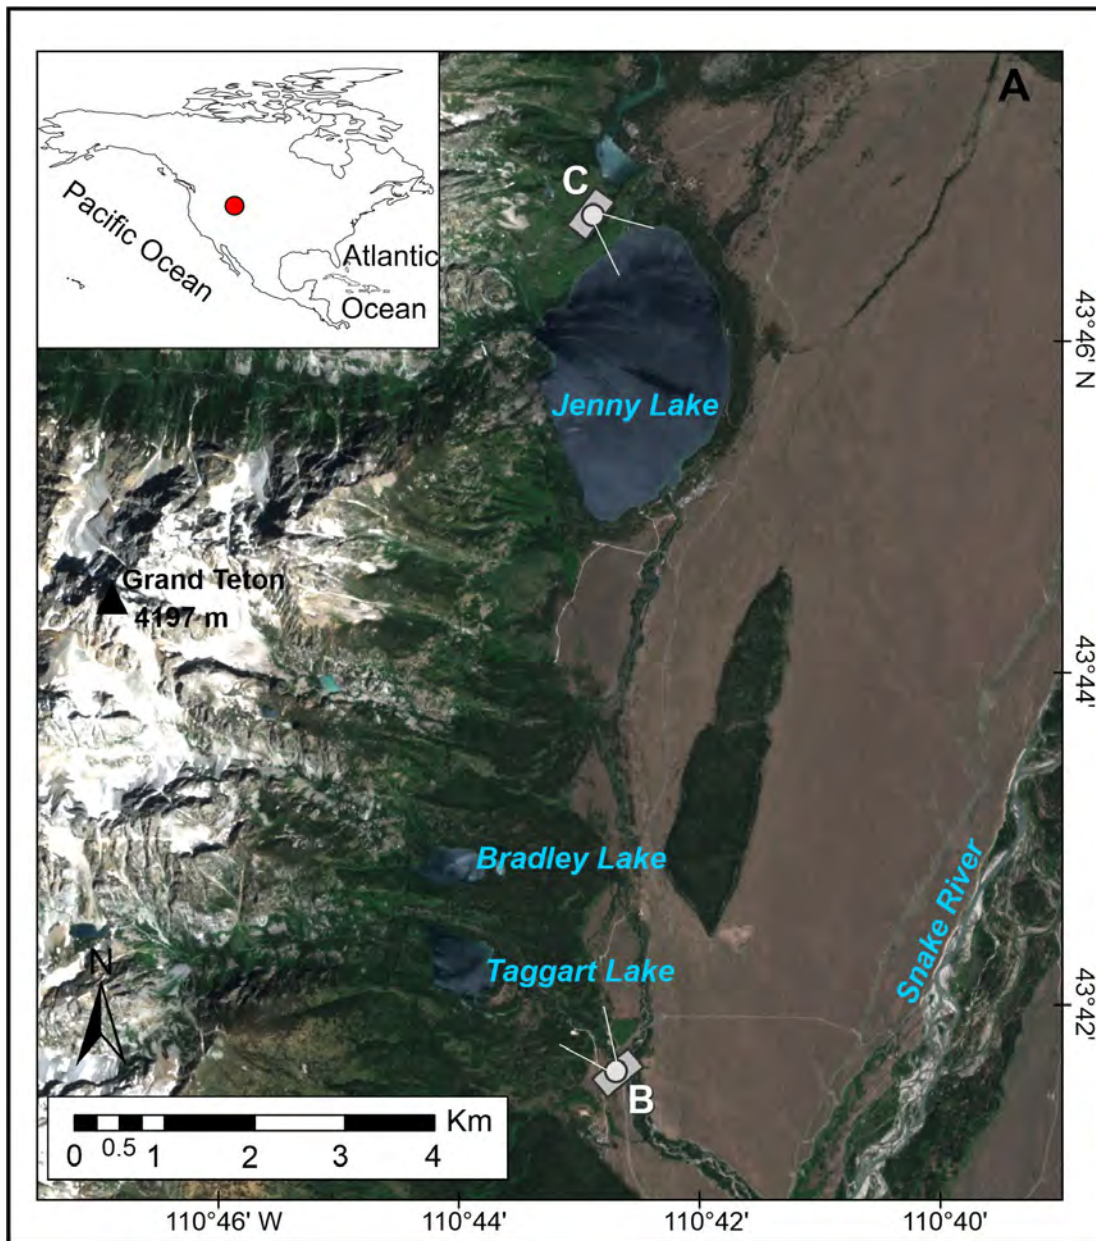 A
Pacific Ocean
Atlantic
Ocean
C
43°46' N
Jenny Lake
Grand Teton
4197 m
43°44'
Bradley Lake
Taggart Lake
Snake River
N
43°42'
B
Km
0 0.5 1 2 3 4
110°46' W 110°44' 110°42' 110°40'